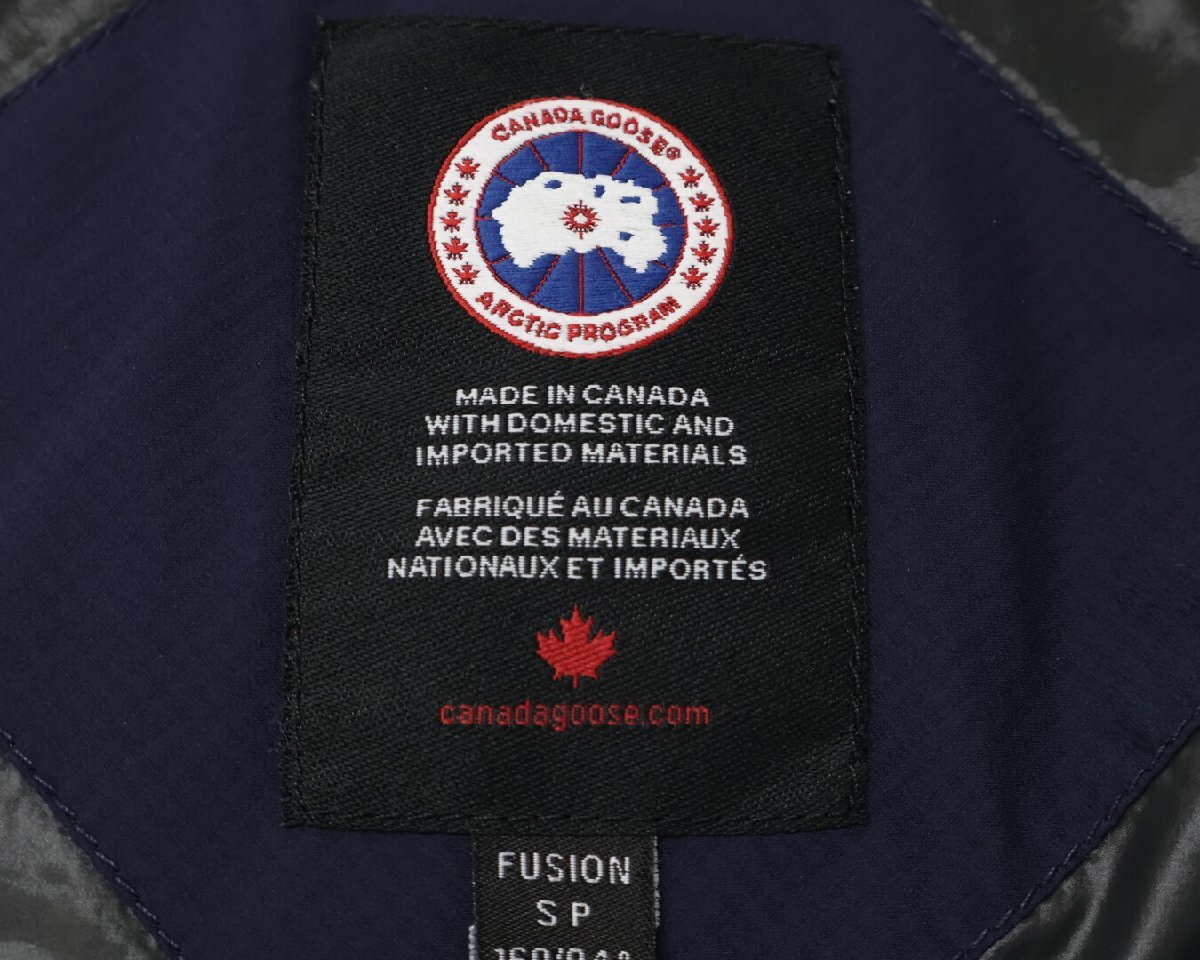 CANADA GOOSE®
ARCTIC PROGRAM
MADE IN CANADA
WITH DOMESTIC AND
IMPORTED MATERIALS
FABRIQUÉ AU CANADA
AVEC DES MATERIAUX
NATIONAUX ET IMPORTÉS
canadagoose.com
FUSION
S P